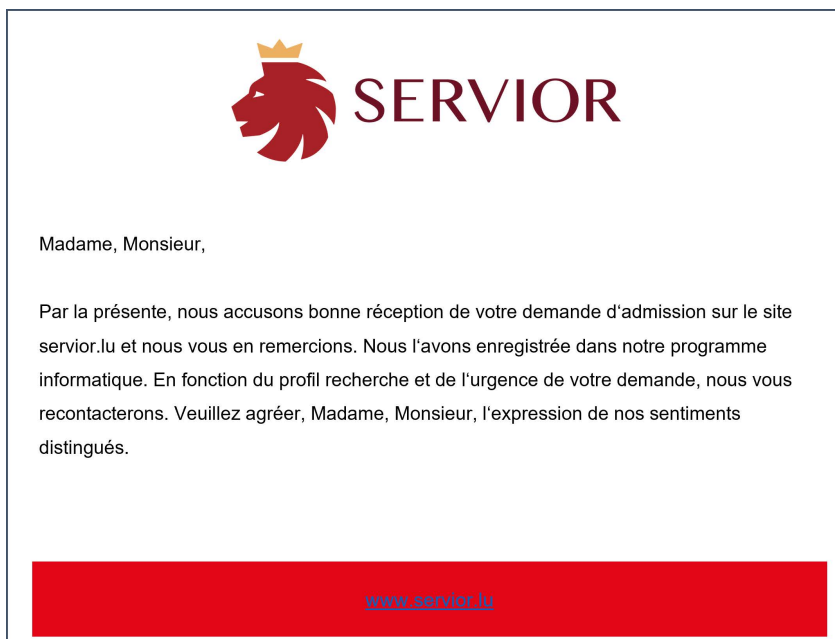 SERVIOR
Madame, Monsieur,
Par la présente, nous accusons bonne réception de votre demande d‘admission sur le site
servior.lu et nous vous en remercions. Nous l‘avons enregistrée dans notre programme
informatique. En fonction du profil recherche et de l‘urgence de votre demande, nous vous
recontacterons. Veuillez agréer, Madame, Monsieur, l‘expression de nos sentiments
distingués.
www.servior.lu